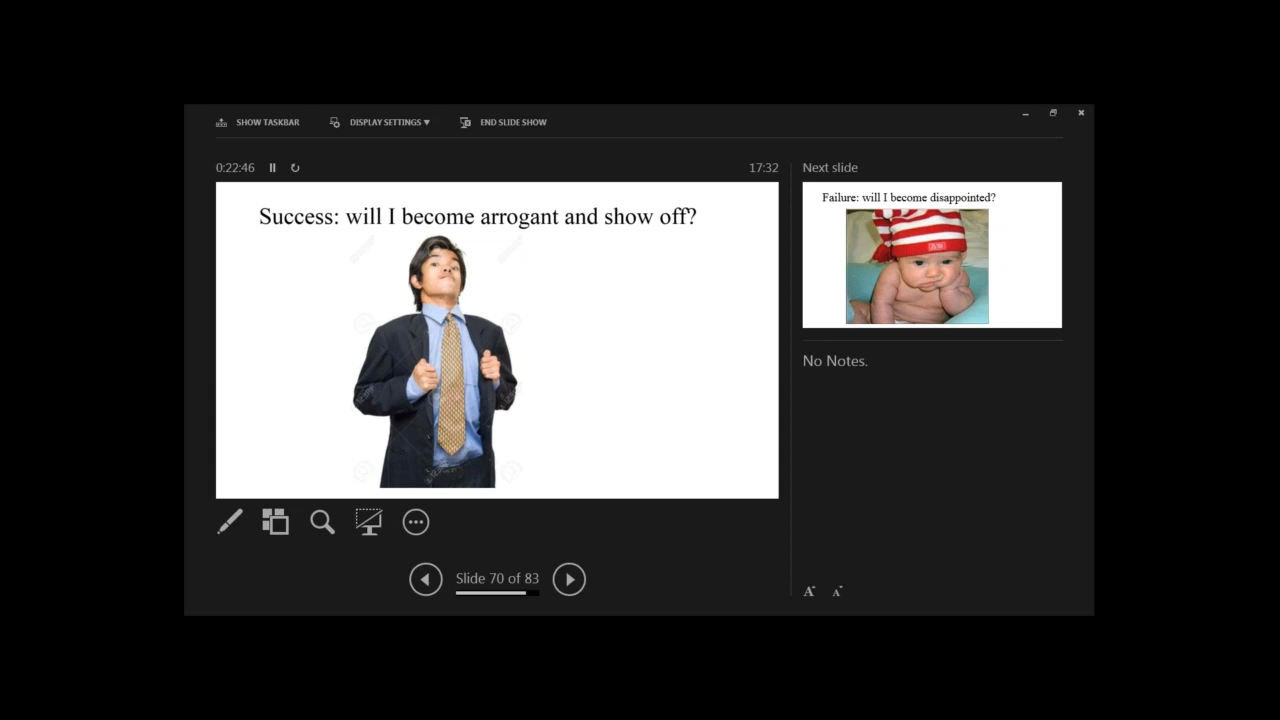 SHOW TASKBAR
DISPLAY SETTINGS ▼
END SLIDE SHOW
0:22:46
17:32
Next slide
Success: will I become arrogant and show off?
Failure: will I become disappointed?
No Notes.
Slide 70 of 83
A A